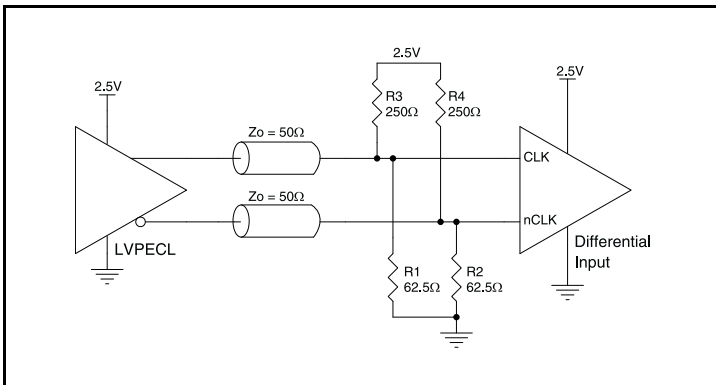 2.5V
2.5V
2.5V
R3
250Ω
R4
250Ω
Zo = 50Ω
CLK
Zo = 50Ω
nCLK
LVPECL
Differential
Input
R1
62.5Ω
R2
62.5Ω